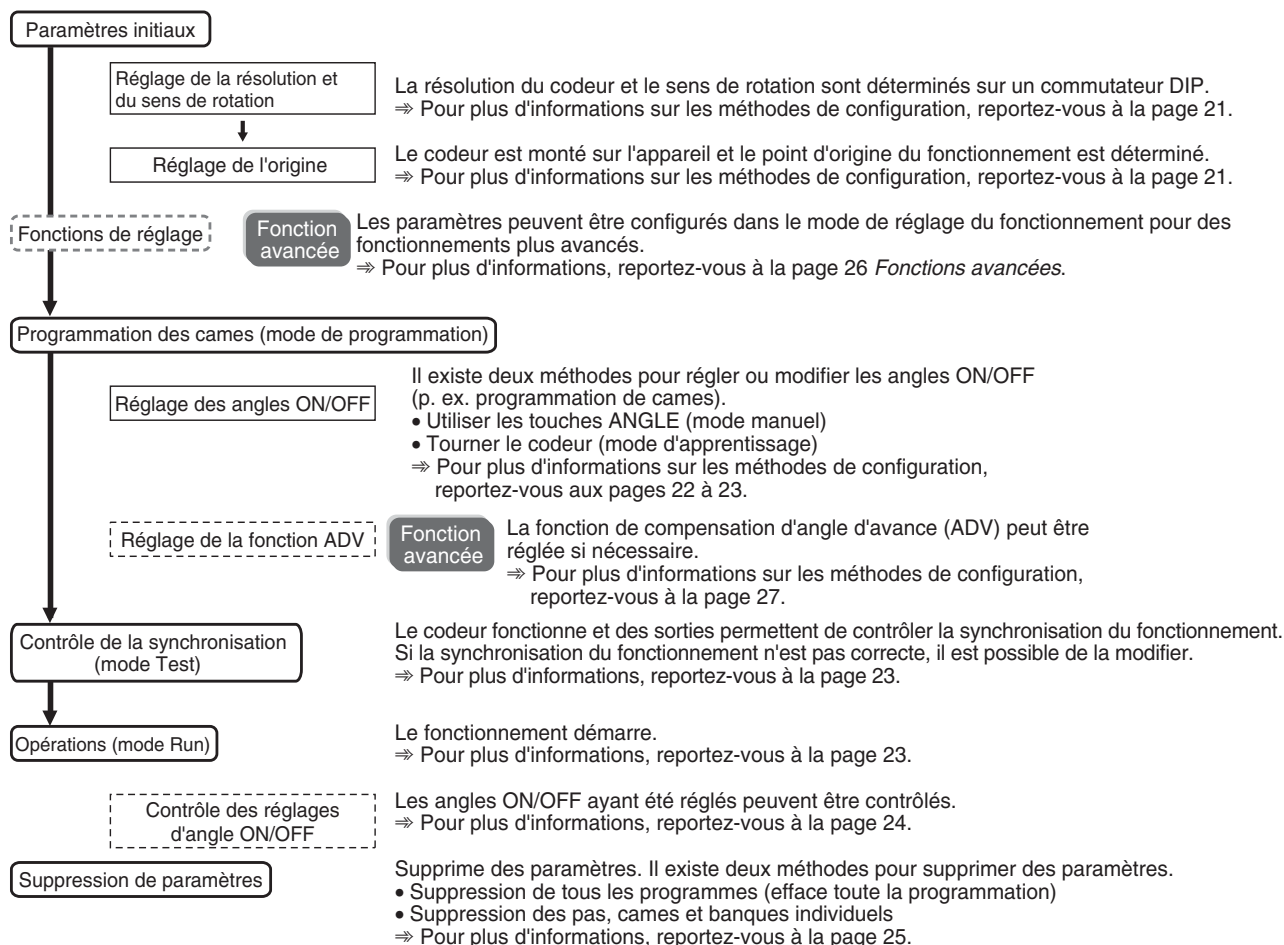 Paramètres initiaux
Réglage de la résolution et
du sens de rotation
La résolution du codeur et le sens de rotation sont déterminés sur un commutateur DIP.
⇒ Pour plus d'informations sur les méthodes de configuration, reportez-vous à la page 21.
Réglage de l'origine
Le codeur est monté sur l'appareil et le point d'origine du fonctionnement est déterminé.
⇒ Pour plus d'informations sur les méthodes de configuration, reportez-vous à la page 21.
Fonctions de réglage
Fonction
avancée
Les paramètres peuvent être configurés dans le mode de réglage du fonctionnement pour des
fonctionnements plus avancés.
⇒ Pour plus d'informations, reportez-vous à la page 26 Fonctions avancées.
Programmation des cames (mode de programmation)
Réglage des angles ON/OFF
Il existe deux méthodes pour régler ou modifier les angles ON/OFF
(p. ex. programmation de cames).
• Utiliser les touches ANGLE (mode manuel)
• Tourner le codeur (mode d'apprentissage)
⇒ Pour plus d'informations sur les méthodes de configuration,
reportez-vous aux pages 22 à 23.
Réglage de la fonction ADV
Fonction
avancée
La fonction de compensation d'angle d'avance (ADV) peut être
réglée si nécessaire.
⇒ Pour plus d'informations sur les méthodes de configuration,
reportez-vous à la page 27.
Contrôle de la synchronisation
(mode Test)
Le codeur fonctionne et des sorties permettent de contrôler la synchronisation du fonctionnement.
Si la synchronisation du fonctionnement n'est pas correcte, il est possible de la modifier.
⇒ Pour plus d'informations, reportez-vous à la page 23.
Opérations (mode Run)
Le fonctionnement démarre.
⇒ Pour plus d'informations, reportez-vous à la page 23.
Contrôle des réglages
d'angle ON/OFF
Les angles ON/OFF ayant été réglés peuvent être contrôlés.
⇒ Pour plus d'informations, reportez-vous à la page 24.
Suppression de paramètres
Supprime des paramètres. Il existe deux méthodes pour supprimer des paramètres.
• Suppression de tous les programmes (efface toute la programmation)
• Suppression des pas, cames et banques individuels
⇒ Pour plus d'informations, reportez-vous à la page 25.